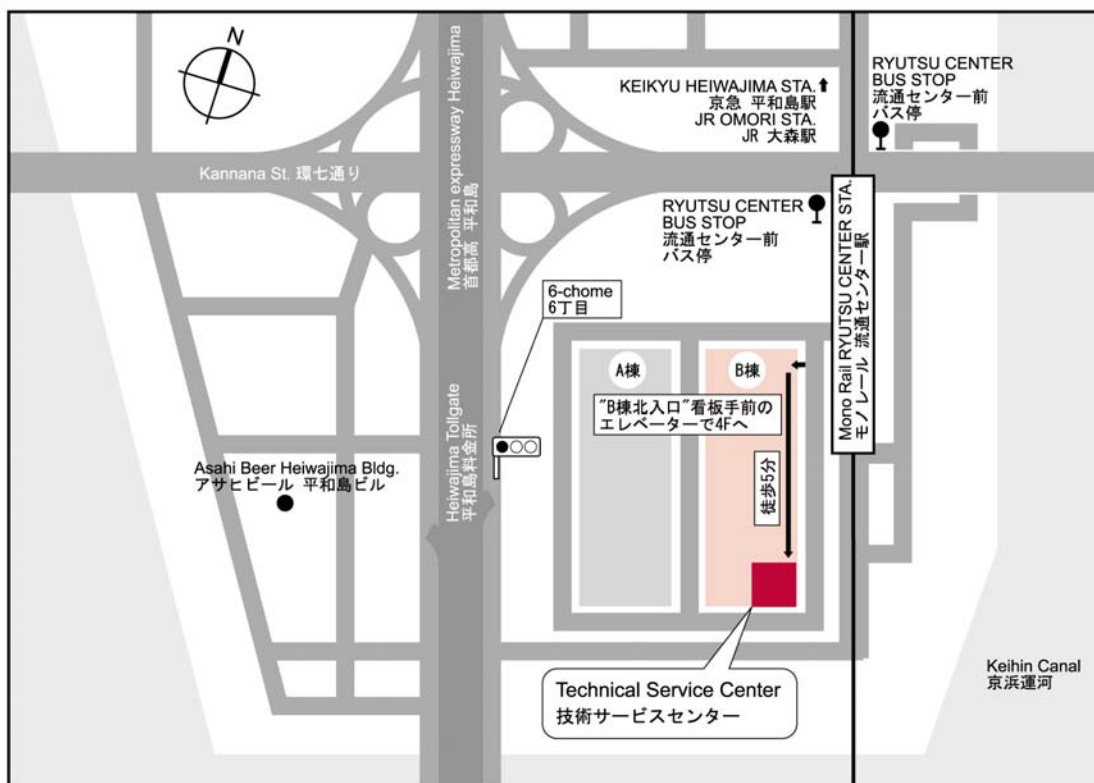 N
Metropolitan expressway Heiwajima
首都高 平和島
KEIKYU HEIWAJIMA STA.⬆
京急 平和島駅
JR OMORI STA.
JR 大森駅
RYUTSU CENTER
BUS STOP
流通センター前
バス停
Kannana St. 環七通り
RYUTSU CENTER
BUS STOP
流通センター前
バス停
Mono Rail RYUTSU CENTER STA.
モノレール 流通センター駅
6-chome
6丁目
A棟
B棟
"B棟北入口"看板手前の
エレベーターで4Fへ
徒歩5分
Heiwajima Tollgate
平和島料金所
Asahi Beer Heiwajima Bldg.
アサヒビール 平和島ビル
Technical Service Center
技術サービスセンター
Keihin Canal
京浜運河